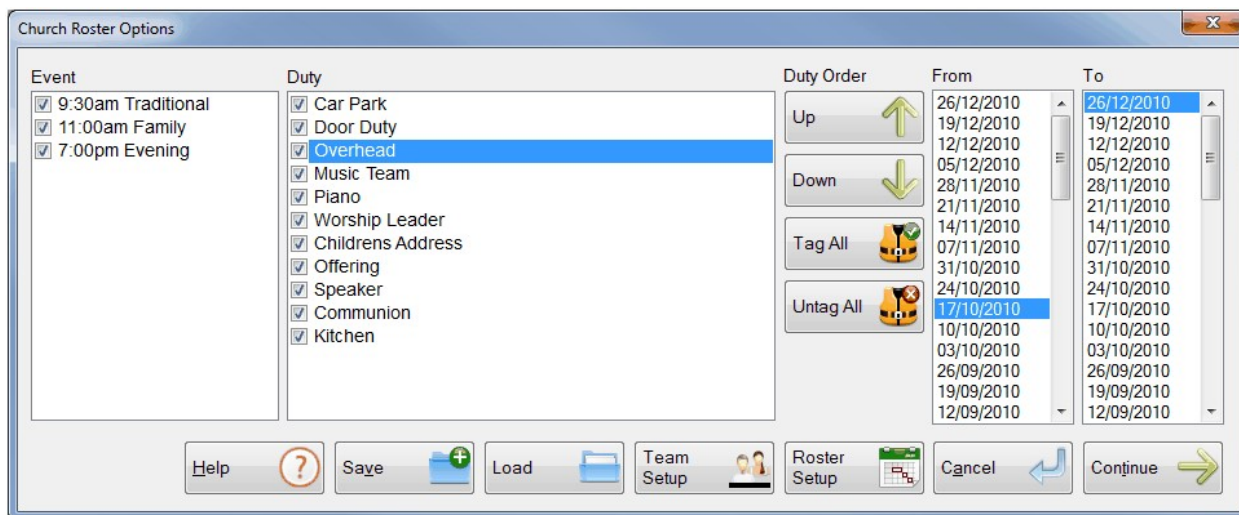 Church Roster Options
Event
9:30am Traditional
11:00am Family
7:00pm Evening
Duty
Car Park
Door Duty
Overhead
Music Team
Piano
Worship Leader
Childrens Address
Offering
Speaker
Communion
Kitchen
Duty Order
Up
Down
Tag All
Untag All
From
26/12/2010
19/12/2010
12/12/2010
05/12/2010
28/11/2010
21/11/2010
14/11/2010
07/11/2010
31/10/2010
24/10/2010
17/10/2010
10/10/2010
03/10/2010
26/09/2010
19/09/2010
12/09/2010
To
26/12/2010
19/12/2010
12/12/2010
05/12/2010
28/11/2010
21/11/2010
14/11/2010
07/11/2010
31/10/2010
24/10/2010
17/10/2010
10/10/2010
03/10/2010
26/09/2010
19/09/2010
12/09/2010
Help
Save
Load
Team
Setup
Roster
Setup
Cancel
Continue